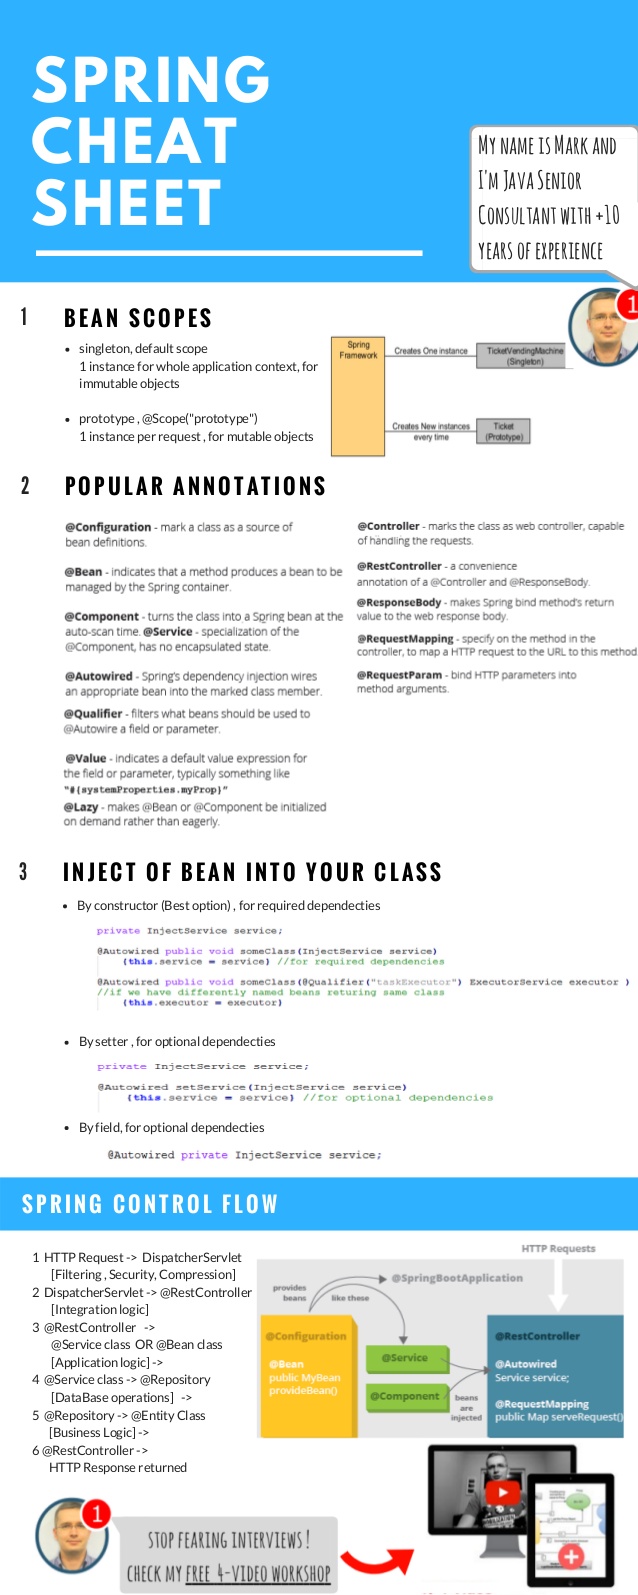 SPRING
CHEAT
SHEET
My name is Mark and
I'm Java Senior
Consultant with +10
years of experience
1
1 BEAN SCOPES
• singleton, default scope
1 instance for whole application context, for
immutable objects
• prototype , @Scope("prototype")
1 instance per request , for mutable objects
Spring
Framework
Creates One instance
TicketVendingMachine
(Singleton)
Creates New instances
every time
Ticket
(Prototype)
2 POPULAR ANNOTATIONS
@Configuration - mark a class as a source of
bean definitions.
@Bean - indicates that a method produces a bean to be
managed by the Spring container.
@Component - turns the class into a Spring bean at the
auto-scan time. @Service - specialization of the
@Component, has no encapsulated state.
@Autowired - Spring's dependency injection wires
an appropriate bean into the marked class member.
@Qualifier - filters what beans should be used to
@Autowire a field or parameter.
@Value - indicates a default value expression for
the field or parameter, typically something like
"#{systemProperties.myProp}"
@Lazy - makes @Bean or @Component be initialized
on demand rather than eagerly.
@Controller - marks the class as web controller, capable
of handling the requests.
@RestController - a convenience
annotation of a @Controller and @ResponseBody.
@ResponseBody - makes Spring bind method's return
value to the web response body.
@RequestMapping - specify on the method in the
controller, to map a HTTP request to the URL to this method
@RequestParam - bind HTTP parameters into
method arguments.
3 INJECT OF BEAN INTO YOUR CLASS
• By constructor (Best option) , for required dependecties
private InjectService service;
@Autowired public void someClass(InjectService service)
{this.service = service} //for required dependencies
@Autowired public void someClass(@Qualifier("taskExecutor") ExecutorService executor )
//if we have differently named beans returing same class
{this.executor = executor)
• By setter , for optional dependecties
private InjectService service;
@Autowired setService(InjectService service)
{this.service = service} //for optional dependencies
• By field, for optional dependecties
@Autowired private InjectService service;
SPRING CONTROL FLOW
1 HTTP Request -> DispatcherServlet
[Filtering , Security, Compression]
2 DispatcherServlet -> @RestController
[Integration logic]
3 @RestController ->
@Service class OR @Bean class
[Application logic] ->
4 @Service class -> @Repository
[DataBase operations] ->
5 @Repository -> @Entity Class
[Business Logic] ->
6 @RestController ->
HTTP Response returned
HTTP Requests
provides
beans
like these
@SpringBootApplication
@Configuration
@Bean
public MyBean
provideBean()
@Service
@Component
beans
are
injected
@RestController
@Autowired
Service service;
@RequestMapping
public Map serveRequest()
1
Stop fearing interviews !
Check my free 4-video workshop